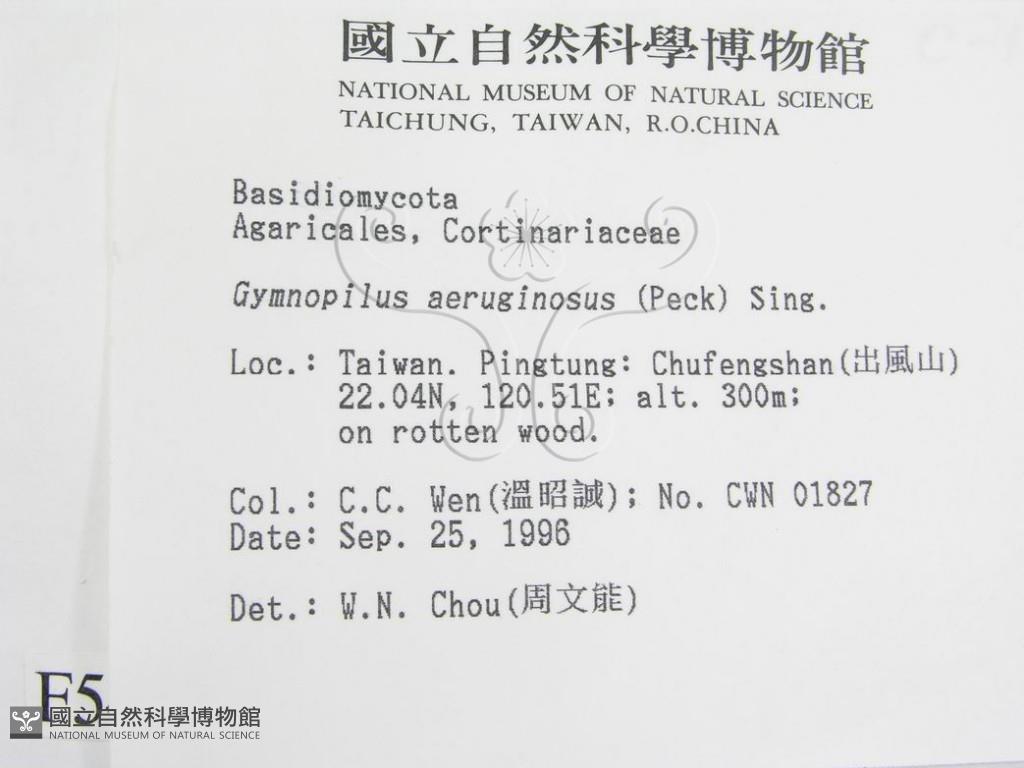 國立自然科學博物館
NATIONAL MUSEUM OF NATURAL SCIENCE
TAICHUNG, TAIWAN, R.O.CHINA
Basidiomycota
Agaricales, Cortinariaceae
Gymnopilus aeruginosus (Peck) Sing.
Loc.: Taiwan. Pingtung: Chufengshan(出風山)
22.04N, 120.51E; alt. 300m;
on rotten wood.
Col.: C.C. Wen(溫昭誠); No. CWN 01827
Date: Sep. 25, 1996
Det.: W.N. Chou(周文能)
國立自然科學博物館
NATIONAL MUSEUM OF NATURAL SCIENCE